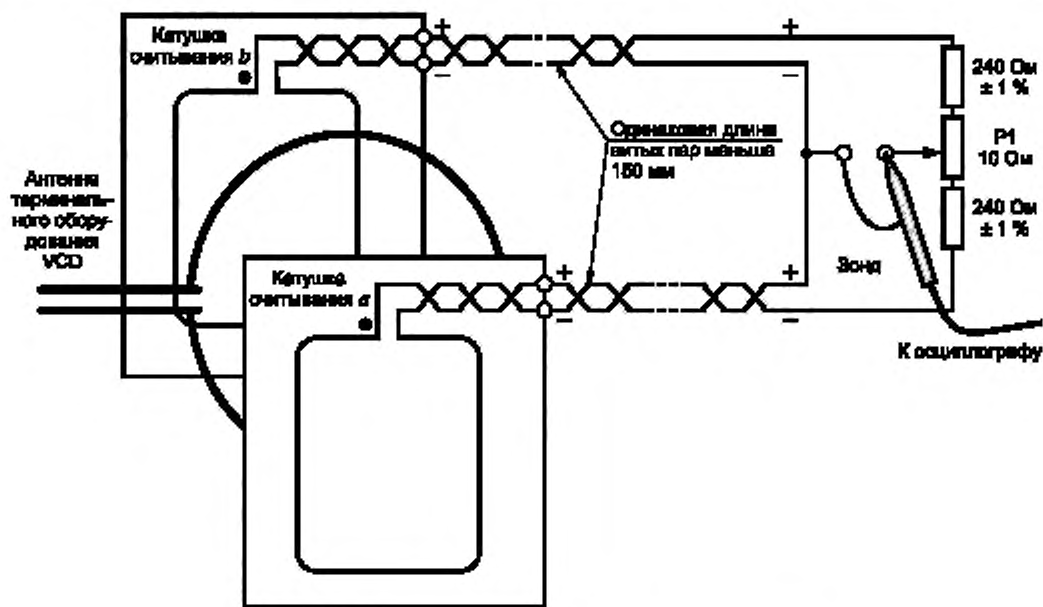 Катушка
считывания b
+
–
+
–
240 Ом
± 1 %
Одинаковая длина
витых пар меньше
150 мм
P1
10 Ом
Антенна
терминаль-
ного обору-
дования
VCD
240 Ом
± 1 %
Катушка
считывания a
+
–
+
–
Зонд
К осциллографу